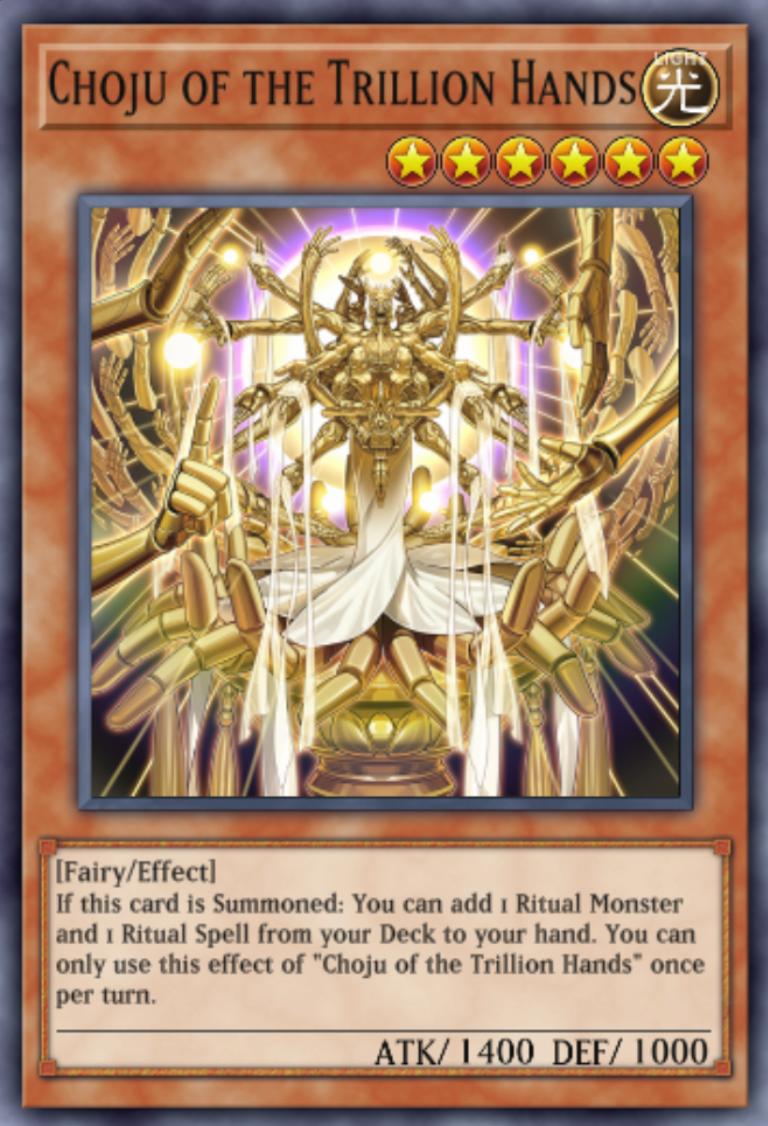 Choju of the Trillion Hands
LIGHT
光
[Fairy/Effect]
If this card is Summoned: You can add 1 Ritual Monster
and 1 Ritual Spell from your Deck to your hand. You can
only use this effect of "Choju of the Trillion Hands" once
per turn.
ATK/ 1400 DEF/ 1000